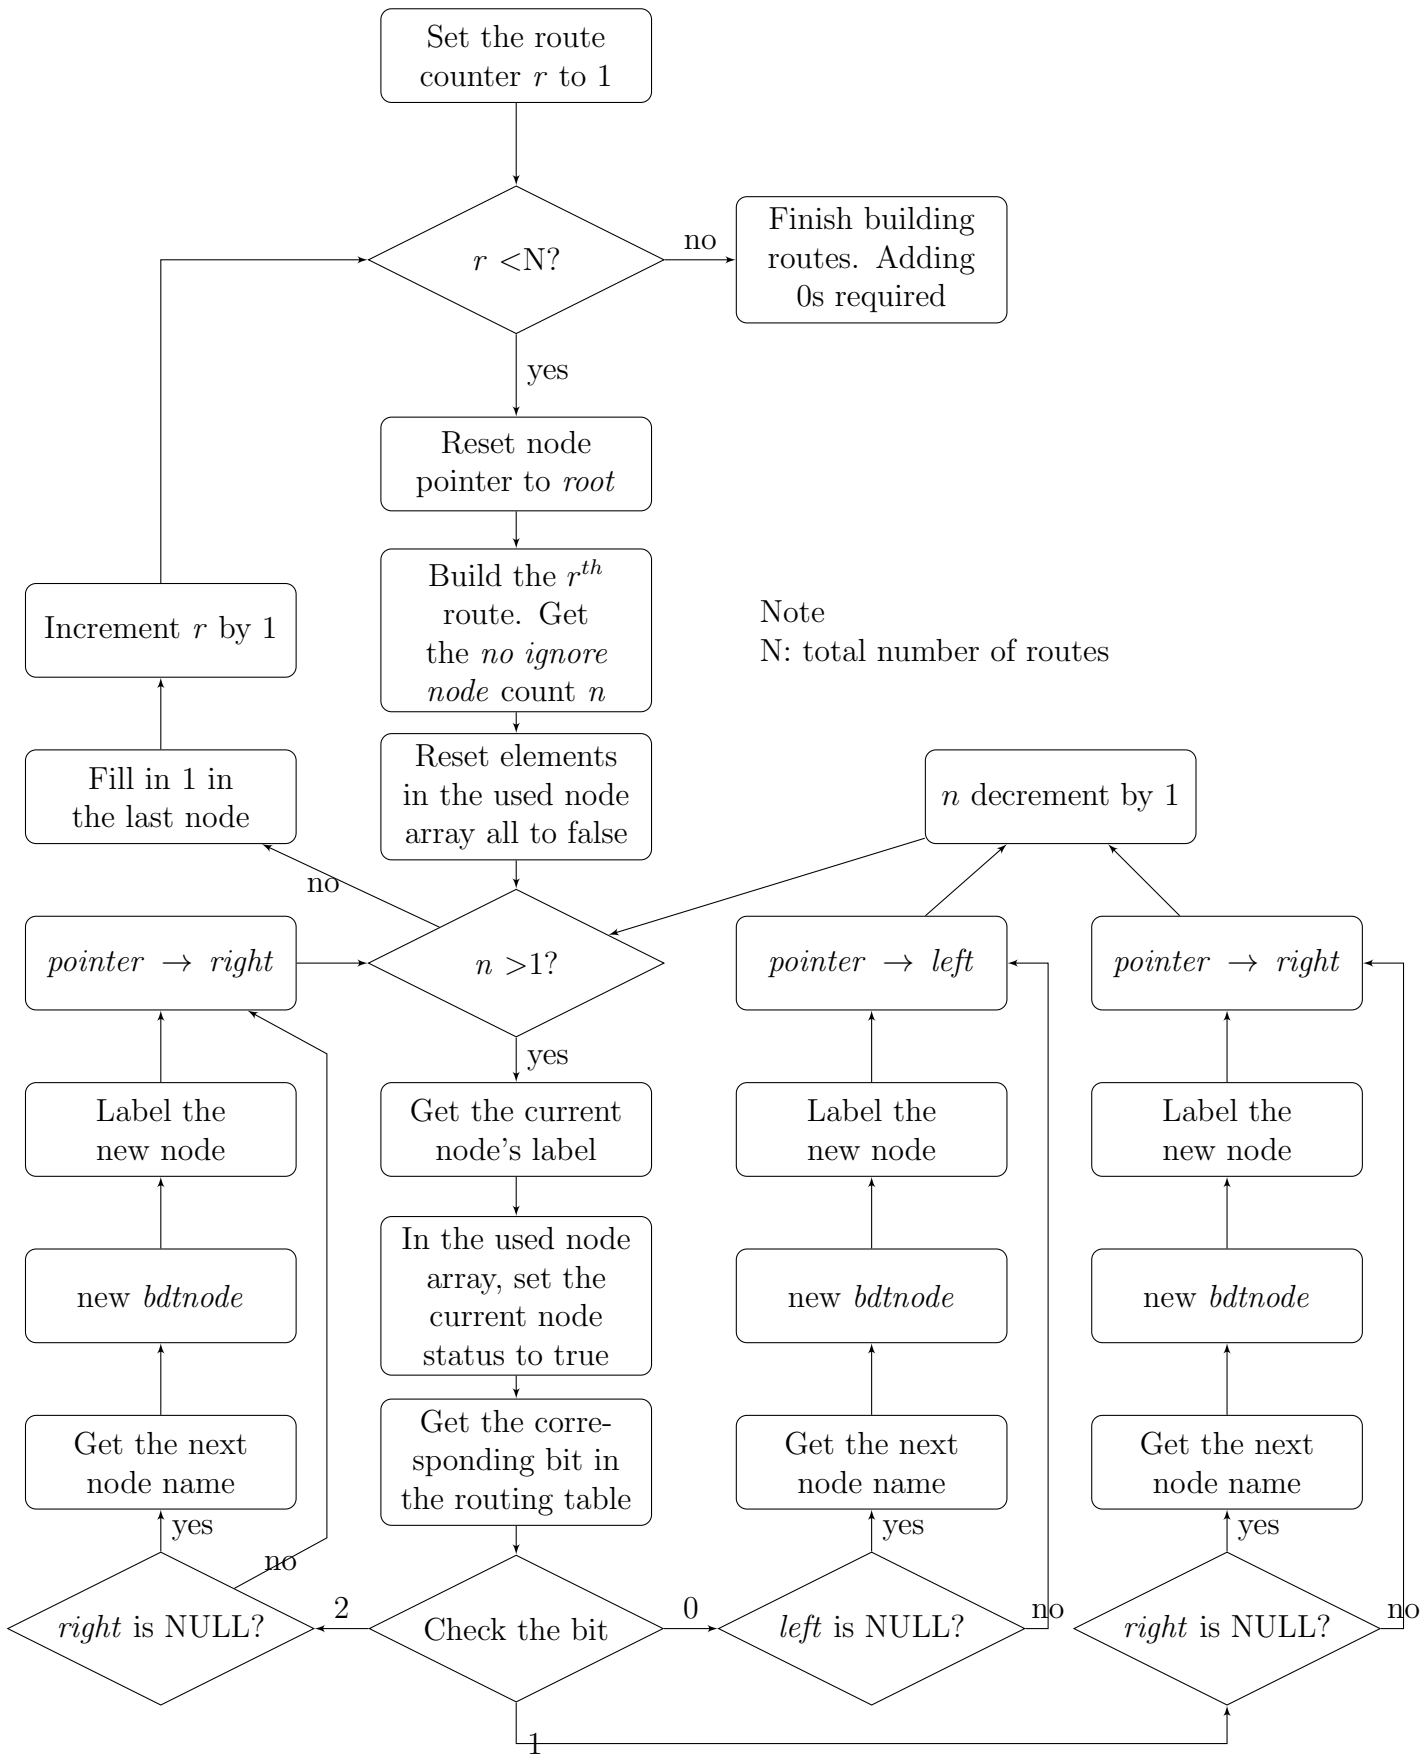 Set the route
counter r to 1
r <N?
no
Finish building
routes. Adding
0s required
yes
Reset node
pointer to root
Build the r^th
route. Get
the no ignore
node count n
Note
N: total number of routes
Increment r by 1
Reset elements
in the used node
array all to false
Fill in 1 in
the last node
n decrement by 1
no
pointer → right
n >1?
pointer → left
pointer → right
yes
Label the
new node
Get the current
node's label
Label the
new node
Label the
new node
new bdtnode
In the used node
array, set the
current node
status to true
new bdtnode
new bdtnode
Get the next
node name
Get the corre-
sponding bit in
the routing table
Get the next
node name
Get the next
node name
yes
no
yes
yes
right is NULL?
2
Check the bit
0
left is NULL?
no
right is NULL?
no
1